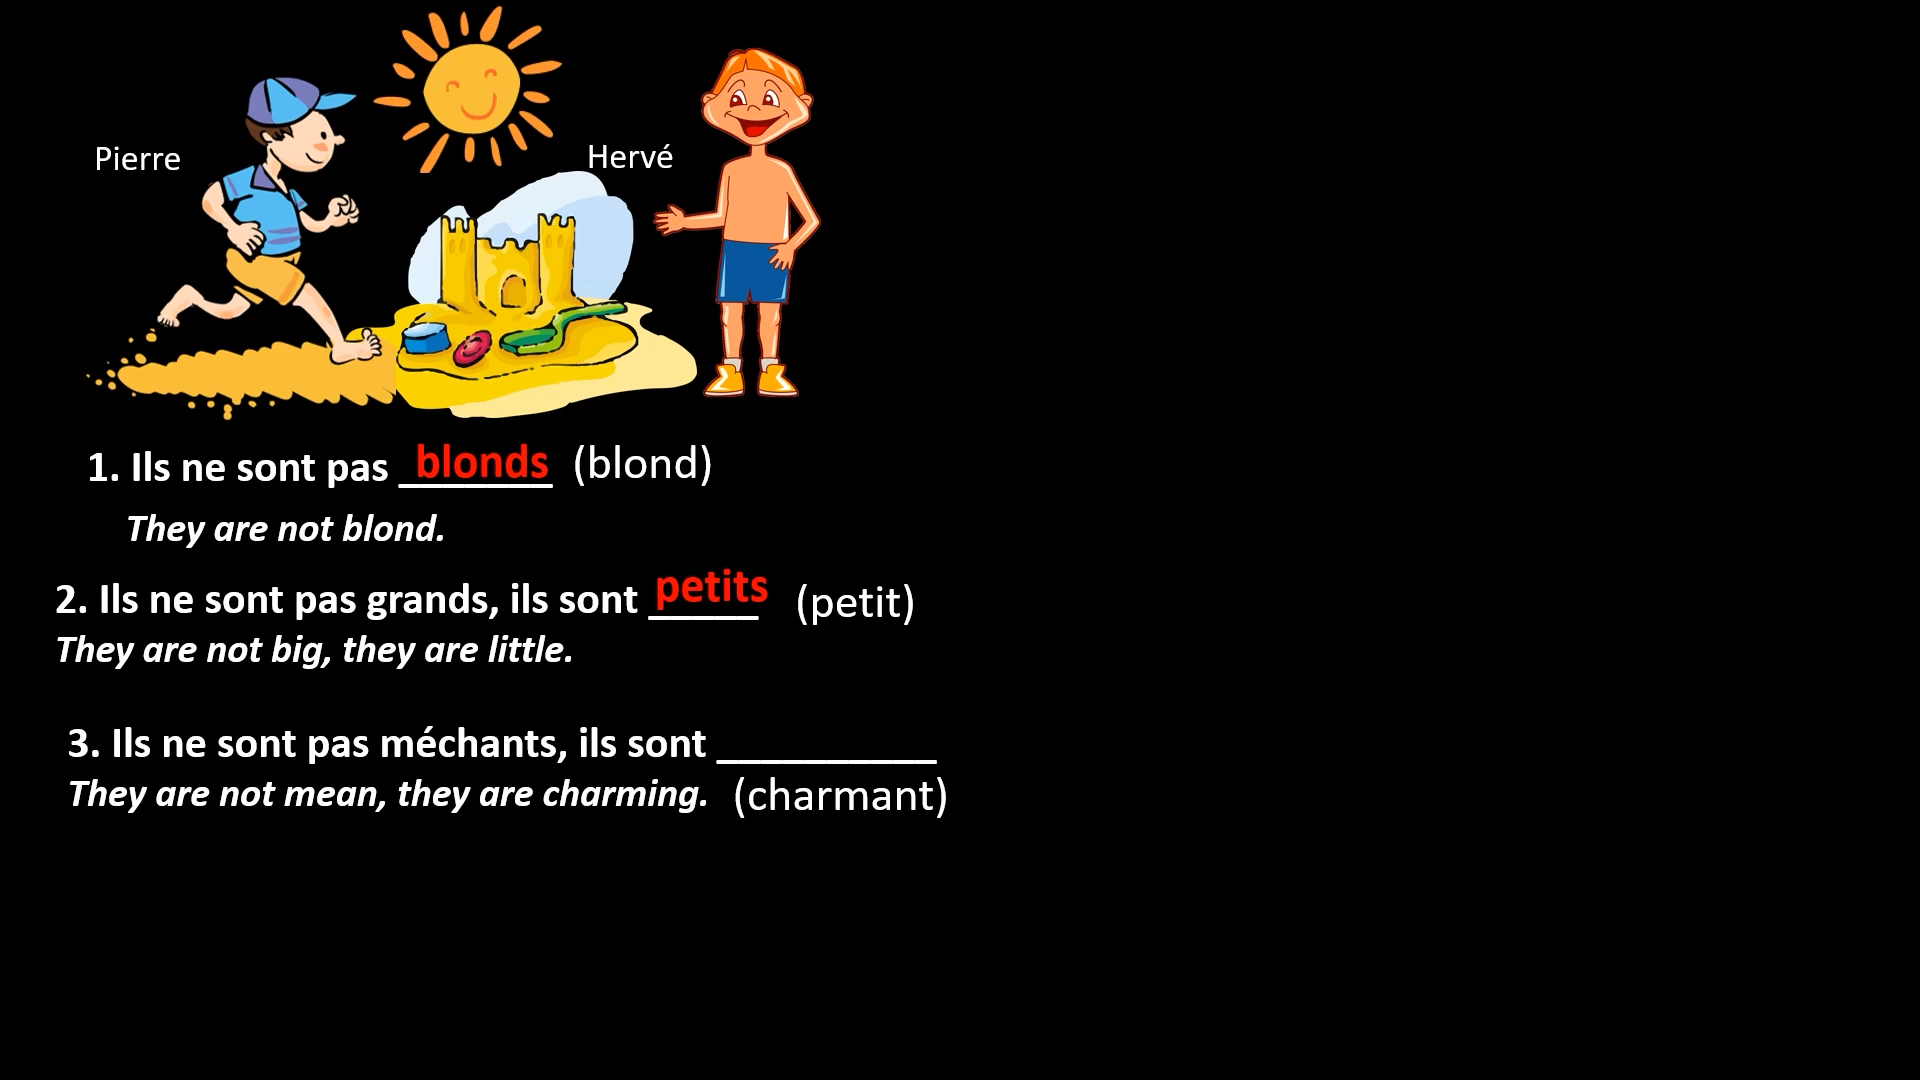 Pierre
Hervé
1. Ils ne sont pas _______ blonds (blond)
They are not blond.
2. Ils ne sont pas grands, ils sont _____ petits (petit)
They are not big, they are little.
3. Ils ne sont pas méchants, ils sont __________
They are not mean, they are charming. (charmant)